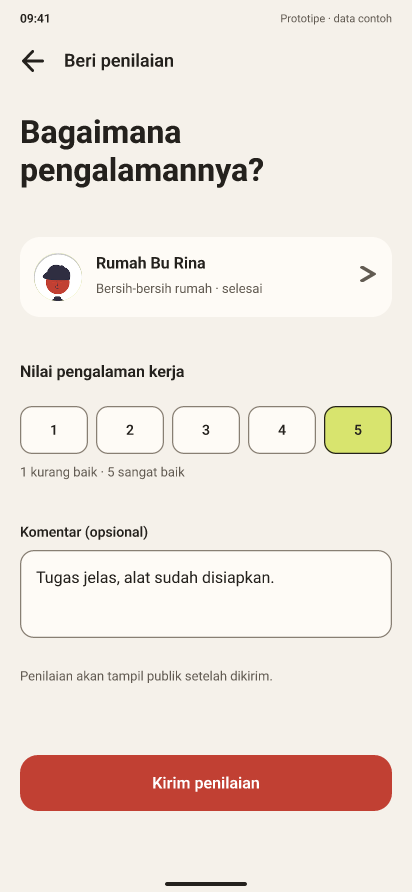 09:41
Prototipe · data contoh
Beri penilaian
Bagaimana
pengalamannya?
Rumah Bu Rina
Bersih-bersih rumah · selesai
Nilai pengalaman kerja
1
2
3
4
5
1 kurang baik · 5 sangat baik
Komentar (opsional)
Tugas jelas, alat sudah disiapkan.
Penilaian akan tampil publik setelah dikirim.
Kirim penilaian